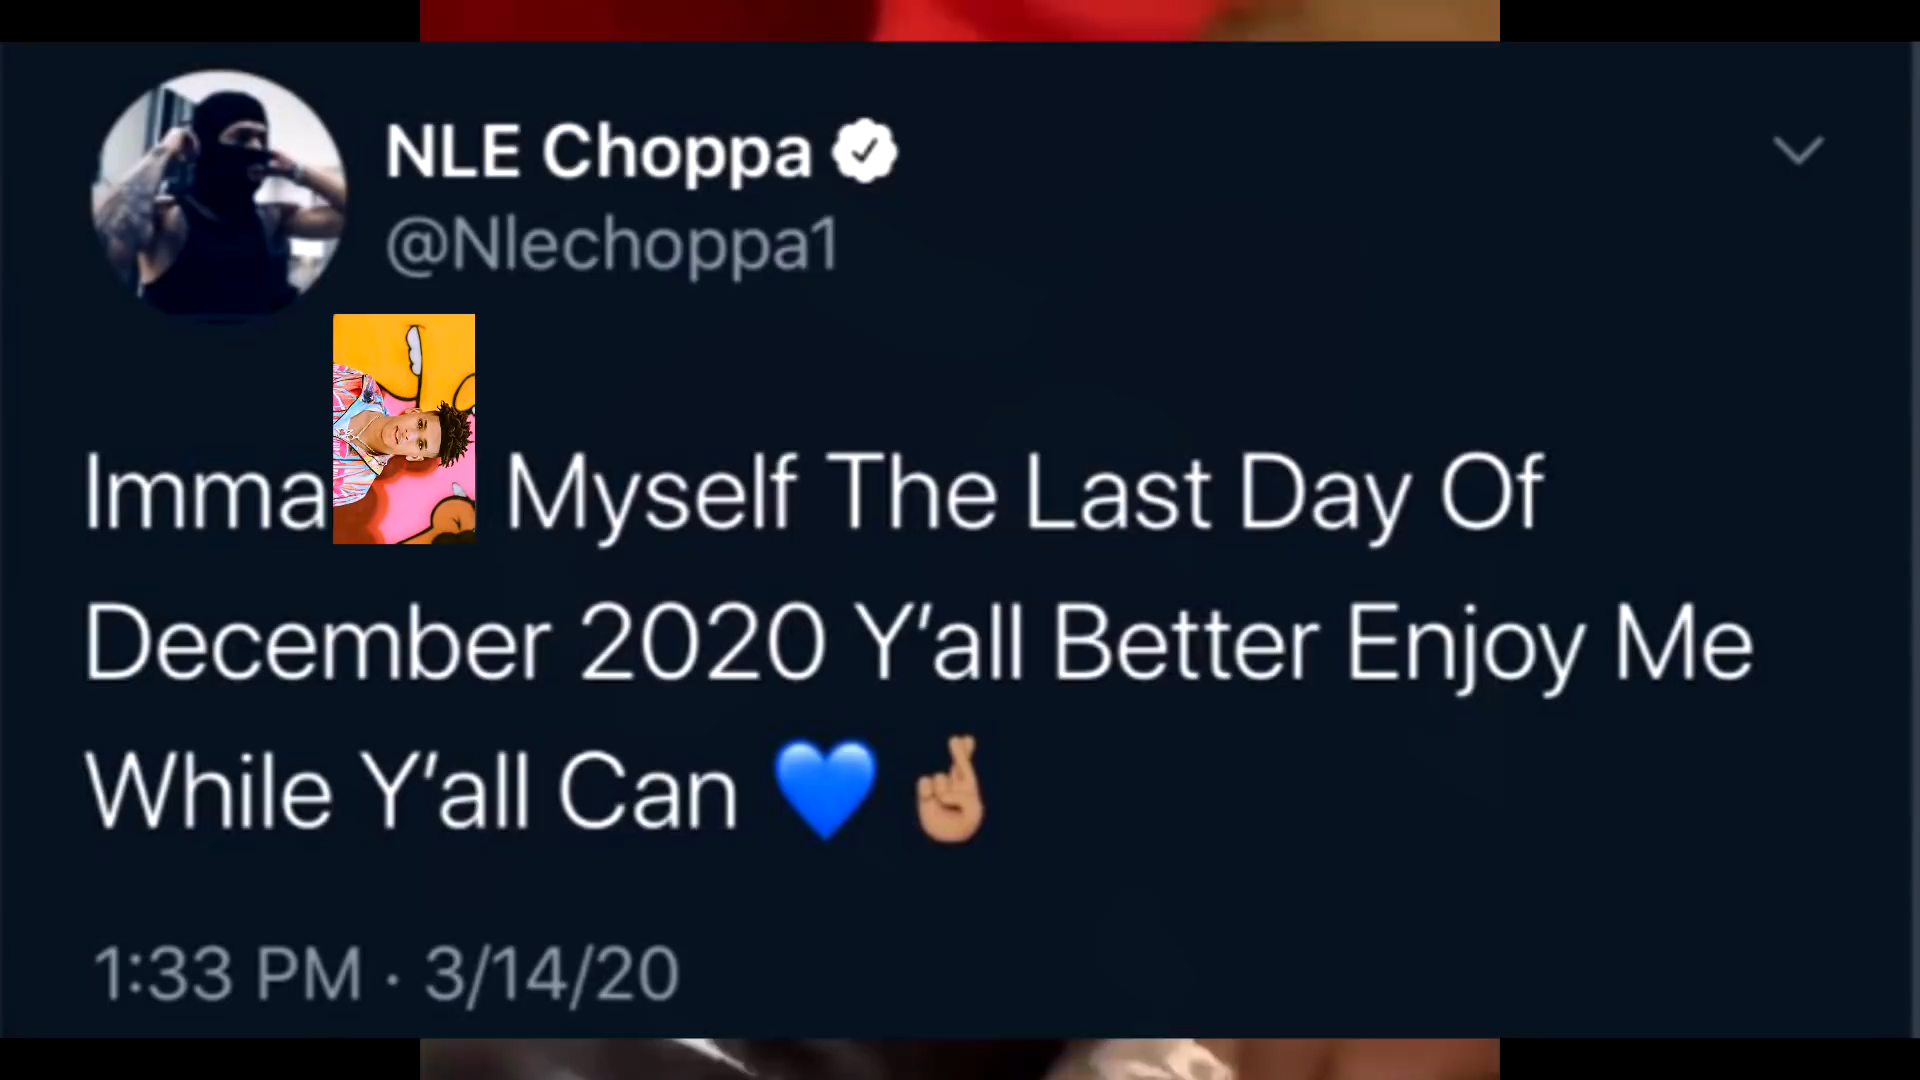 NLE Choppa
@Nlechoppa1
Imma Myself The Last Day Of
December 2020 Y'all Better Enjoy Me
While Y'all Can 💙 🤞🏽
1:33 PM · 3/14/20